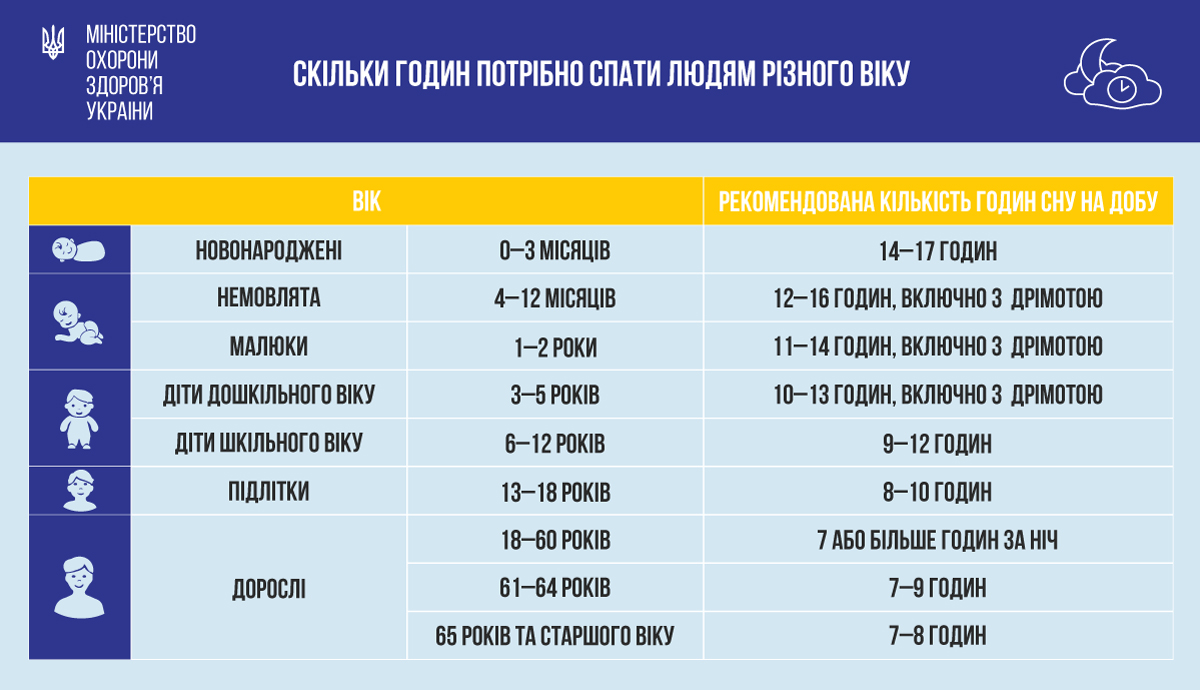 МІНІСТЕРСТВО
ОХОРОНИ
ЗДОРОВ'Я
УКРАЇНИ
СКІЛЬКИ ГОДИН ПОТРІБНО СПАТИ ЛЮДЯМ РІЗНОГО ВІКУ
ВІК РЕКОМЕНДОВАНА КІЛЬКІСТЬ ГОДИН СНУ НА ДОБУ
НОВОНАРОДЖЕНІ 0–3 МІСЯЦІВ 14–17 ГОДИН
НЕМОВЛЯТА 4–12 МІСЯЦІВ 12–16 ГОДИН, ВКЛЮЧНО З ДРІМОТОЮ
МАЛЮКИ 1–2 РОКИ 11–14 ГОДИН, ВКЛЮЧНО З ДРІМОТОЮ
ДІТИ ДОШКІЛЬНОГО ВІКУ 3–5 РОКІВ 10–13 ГОДИН, ВКЛЮЧНО З ДРІМОТОЮ
ДІТИ ШКІЛЬНОГО ВІКУ 6–12 РОКІВ 9–12 ГОДИН
ПІДЛІТКИ 13–18 РОКІВ 8–10 ГОДИН
ДОРОСЛІ 18–60 РОКІВ 7 АБО БІЛЬШЕ ГОДИН ЗА НІЧ
61–64 РОКІВ 7–9 ГОДИН
65 РОКІВ ТА СТАРШОГО ВІКУ 7–8 ГОДИН